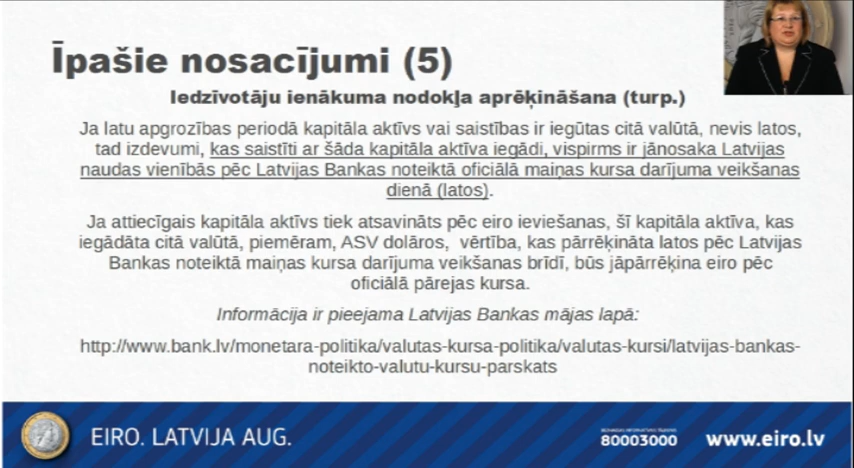 Īpašie nosacījumi (5)
Iedzīvotāju ienākuma nodokļa aprēķināšana (turp.)
Ja latu apgrozības periodā kapitāla aktīvs vai saistības ir iegūtas citā valūtā, nevis latos,
tad izdevumi, kas saistīti ar šāda kapitāla aktīva iegādi, vispirms ir jānosaka Latvijas
naudas vienībās pēc Latvijas Bankas noteiktā oficiālā maiņas kursa darījuma veikšanas
dienā (latos).
Ja attiecīgais kapitāla aktīvs tiek atsavināts pēc eiro ieviešanas, šī kapitāla aktīva, kas
iegādāta citā valūtā, piemēram, ASV dolāros, vērtība, kas pārrēķināta latos pēc Latvijas
Bankas noteiktā maiņas kursa darījuma veikšanas brīdī, būs jāpārrēķina eiro pēc
oficiālā pārejas kursa.
Informācija ir pieejama Latvijas Bankas mājas lapā:
http://www.bank.lv/monetara-politika/valutas-kursa-politika/valutas-kursi/latvijas-bankas-
noteikto-valutu-kursu-parskats
EIRO. LATVIJA AUG.
80003000
www.eiro.lv